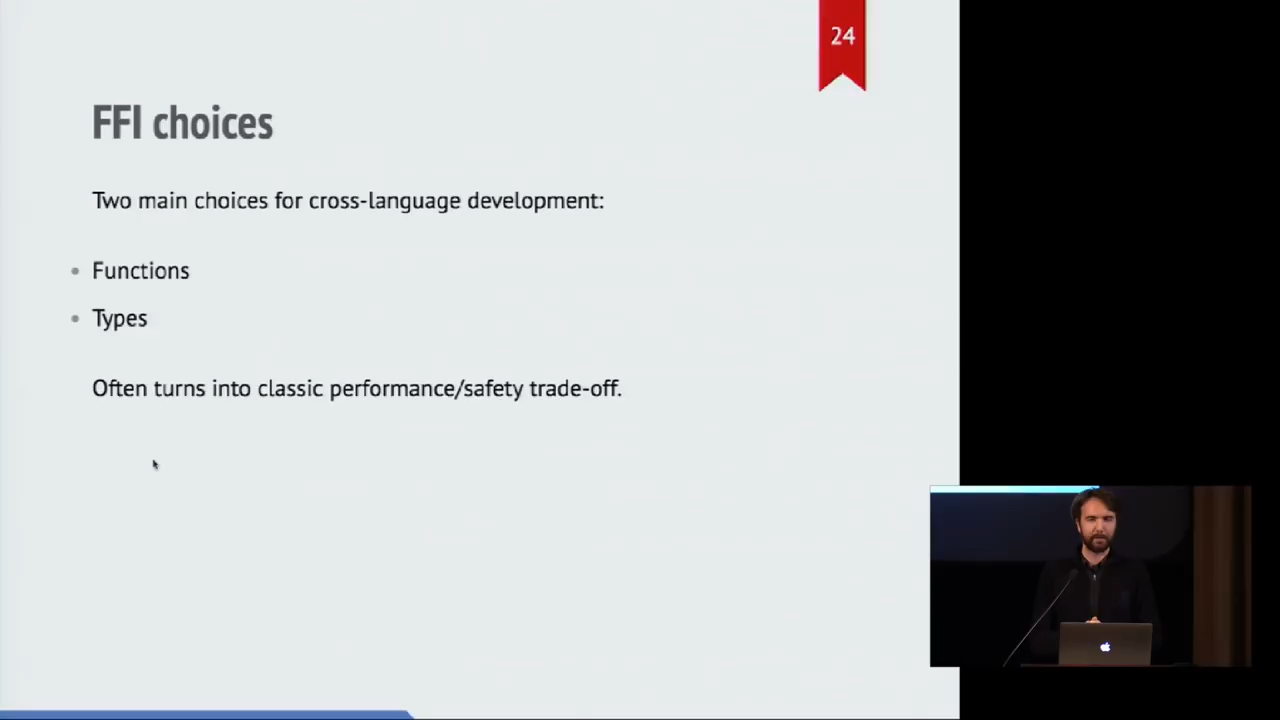 24
FFI choices
Two main choices for cross-language development:
Functions
Types
Often turns into classic performance/safety trade-off.